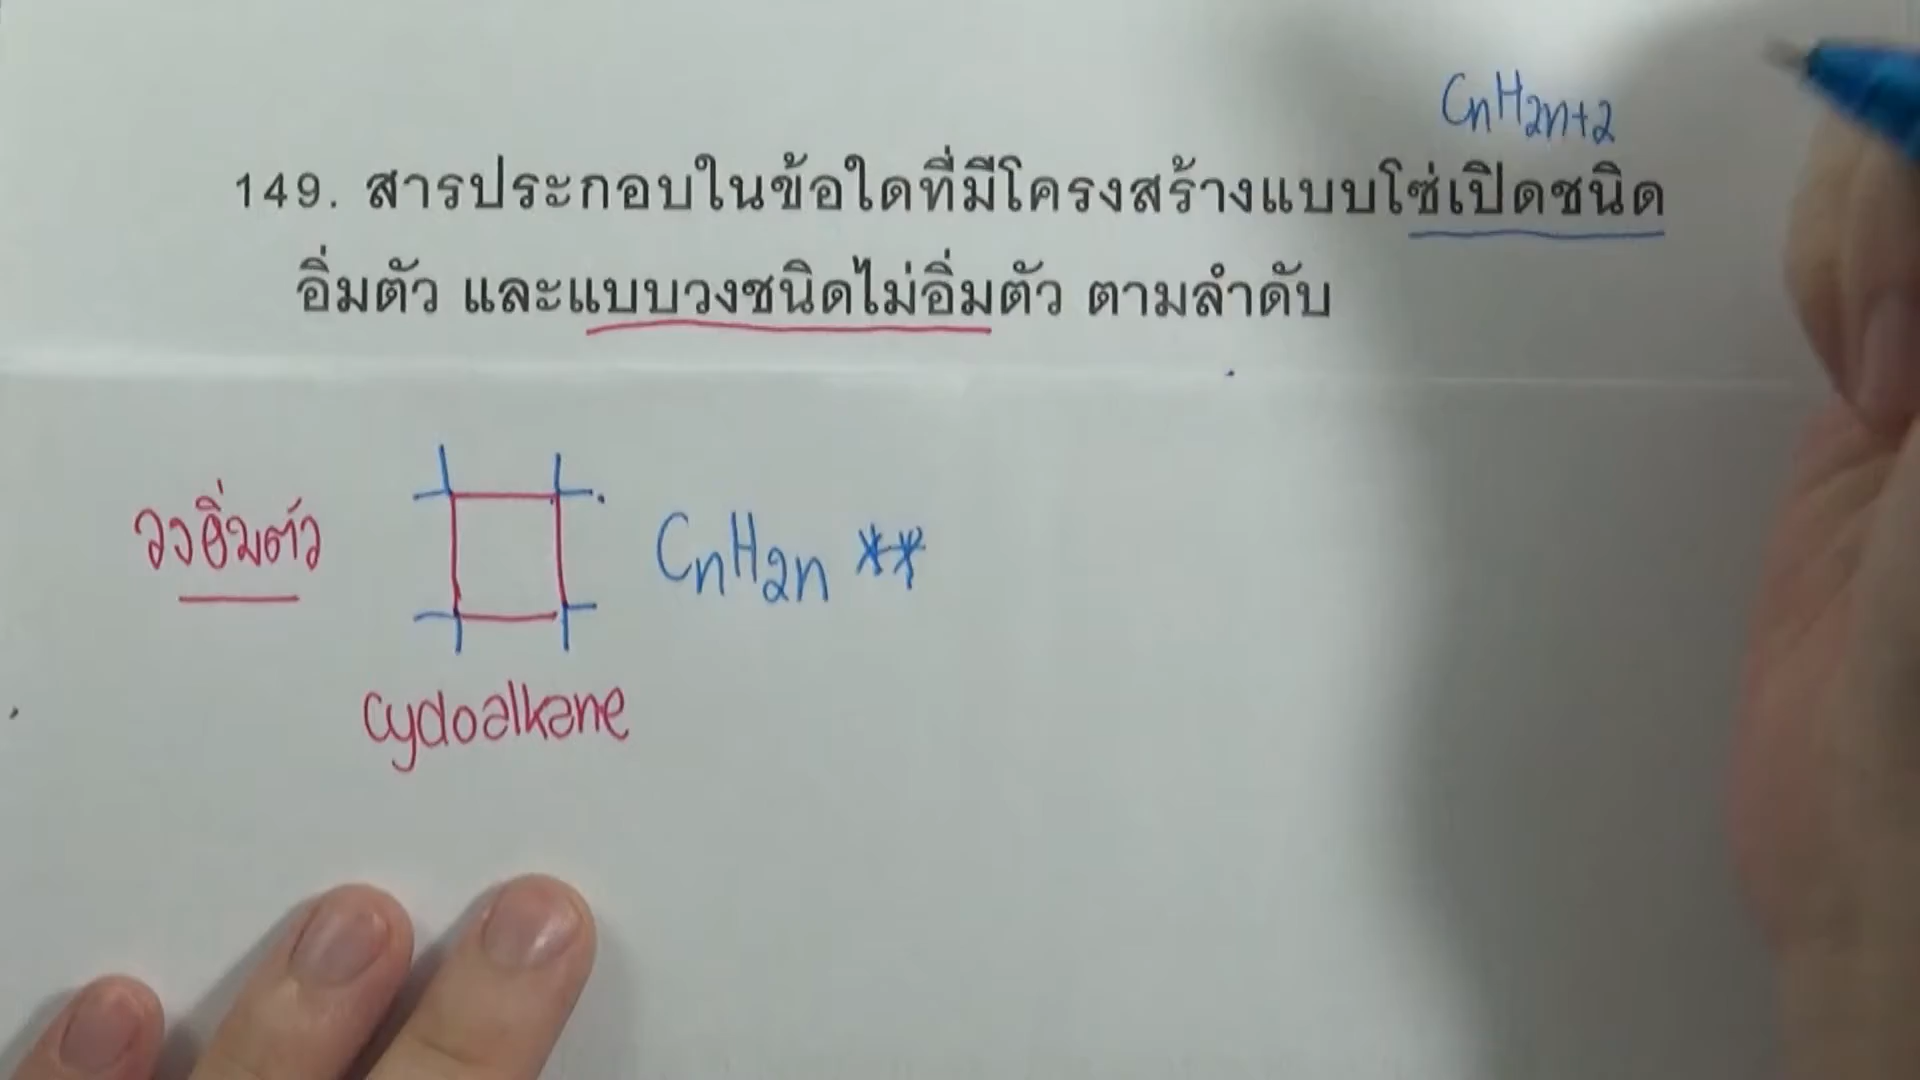 CnH2n+2
149. สารประกอบในข้อใดที่มีโครงสร้างแบบโซ่เปิดชนิด
อิ่มตัว และแบบวงชนิดไม่อิ่มตัว ตามลำดับ
วงอิ่มตัว
CnH2n **
cycloalkane